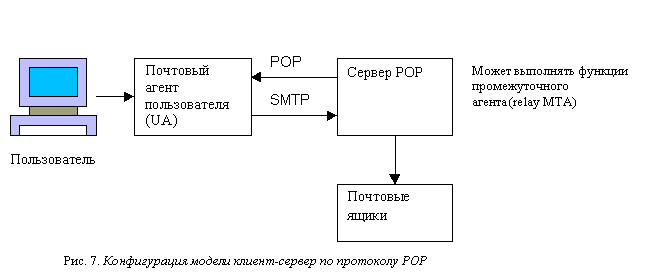 Почтовый
агент
пользователя
(UA)
POP
SMTP
Сервер POP
Может выполнять функции
промежуточного
агента(relay MTA)
Пользователь
Почтовые
ящики
Рис. 7. Конфигурация модели клиент-сервер по протоколу POP